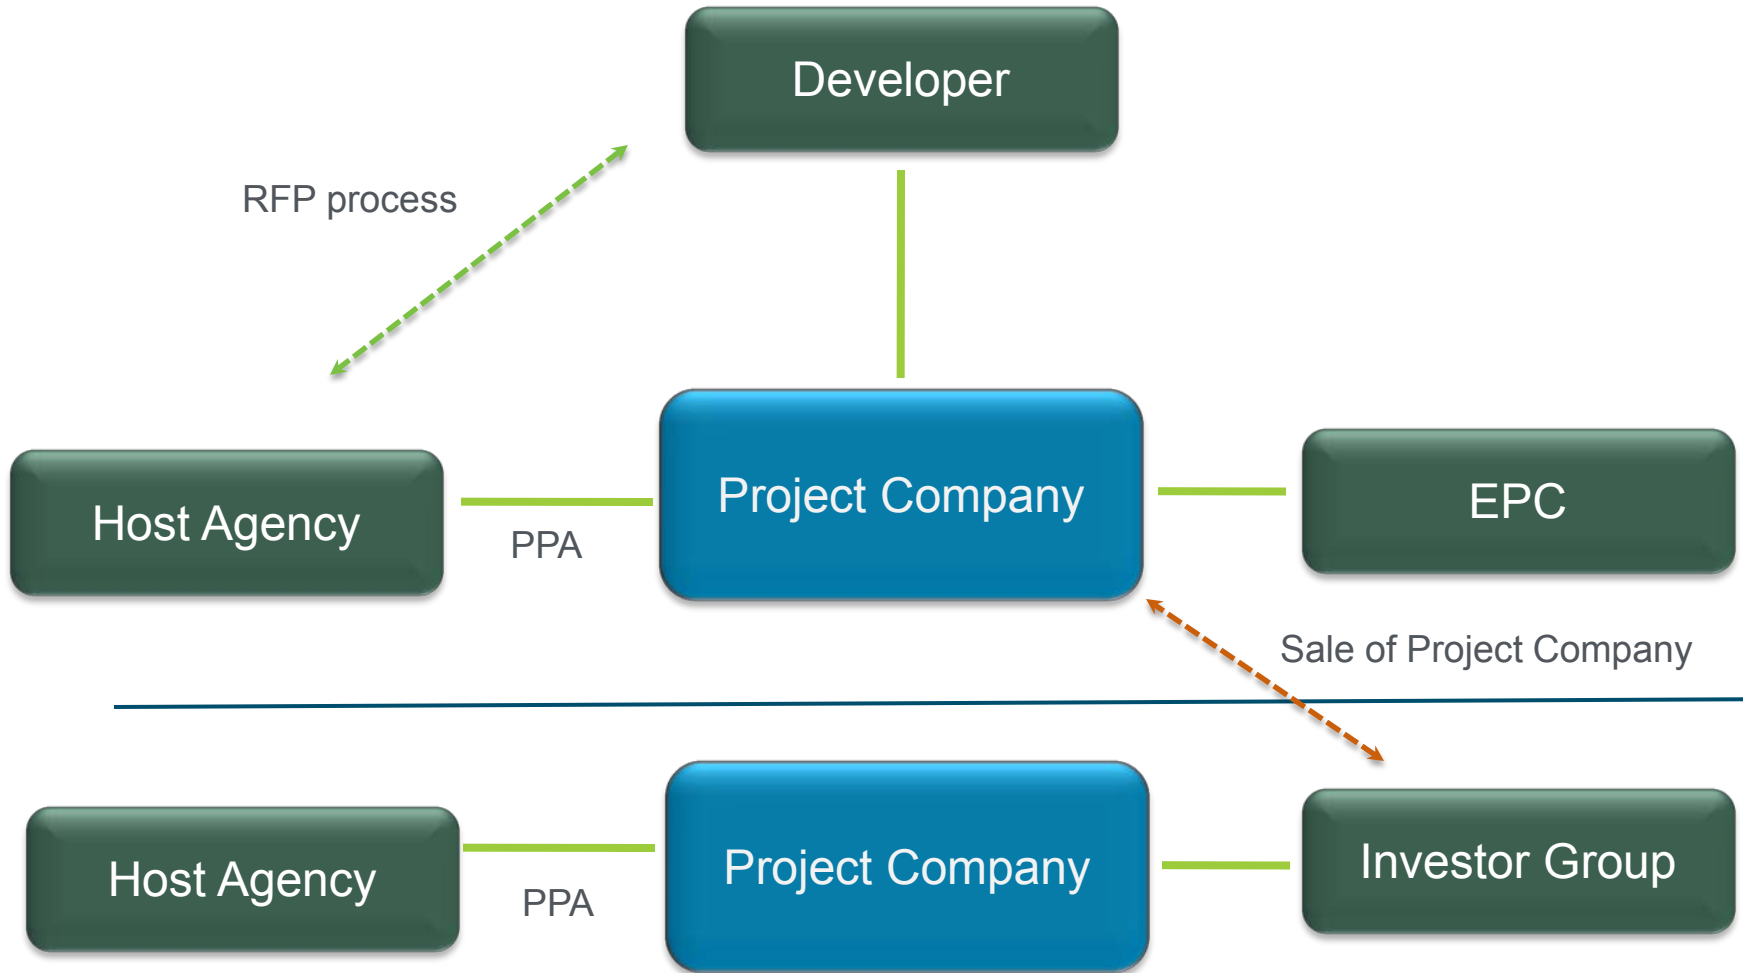 Developer
RFP process
Host Agency
PPA
Project Company
EPC
Sale of Project Company
Host Agency
PPA
Project Company
Investor Group